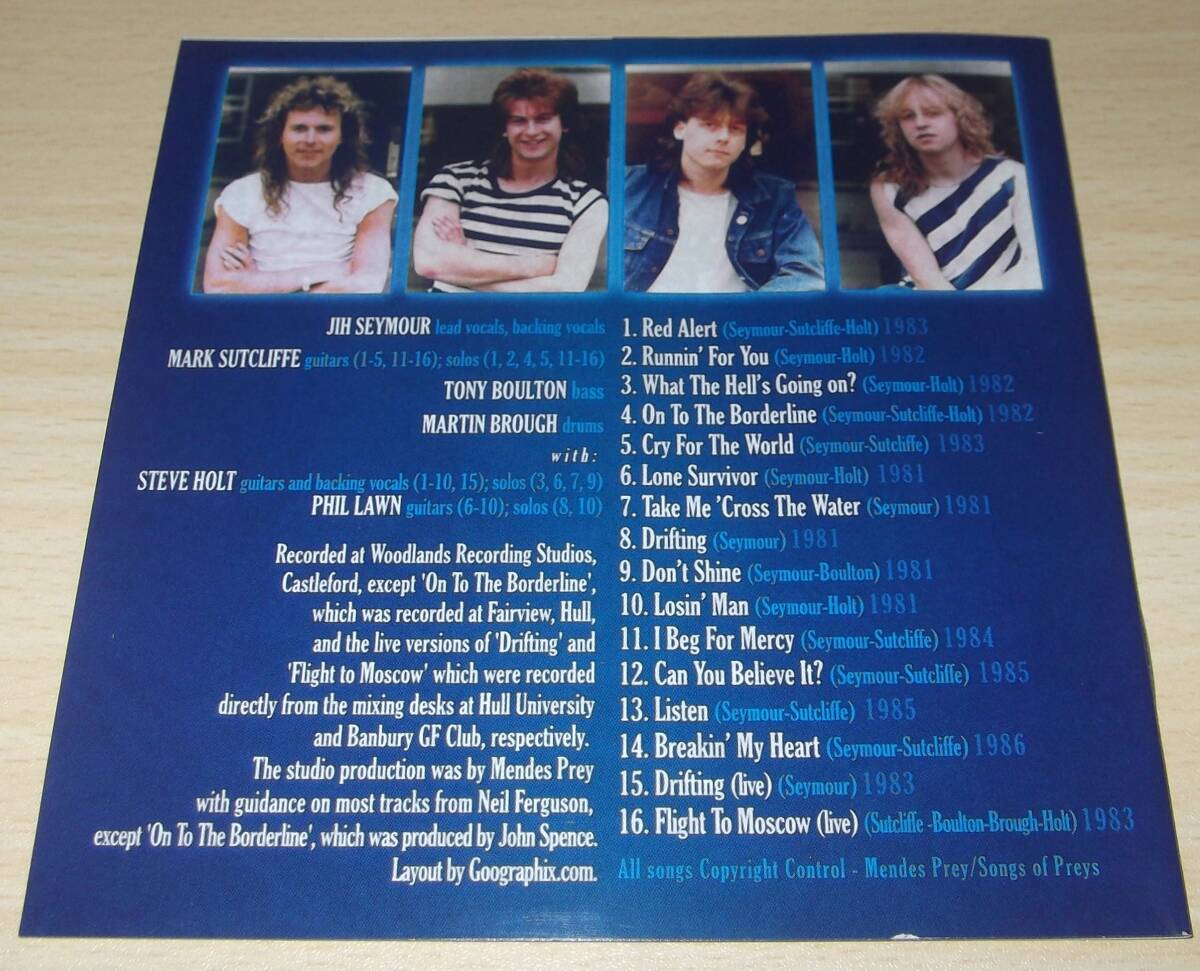 JIH SEYMOUR lead vocals, backing vocals
MARK SUTCLIFFE guitars (1-5, 11-16); solos (1, 2, 4, 5, 11-16)
TONY BOULTON bass
MARTIN BROUGH drums
with:
STEVE HOLT guitars and backing vocals (1-10, 15); solos (3, 6, 7, 9)
PHIL LAWN guitars (6-10); solos (8, 10)
Recorded at Woodlands Recording Studios,
Castleford, except 'On To The Borderline',
which was recorded at Fairview, Hull,
and the live versions of 'Drifting' and
'Flight to Moscow' which were recorded
directly from the mixing desks at Hull University
and Banbury GF Club, respectively.
The studio production was by Mendes Prey
with guidance on most tracks from Neil Ferguson,
except 'On To The Borderline', which was produced by John Spence.
Layout by Goographix.com.
1. Red Alert (Seymour-Sutcliffe-Holt) 1983
2. Runnin' For You (Seymour-Holt) 1982
3. What The Hell's Going on? (Seymour-Holt) 1982
4. On To The Borderline (Seymour-Sutcliffe-Holt) 1982
5. Cry For The World (Seymour-Sutcliffe) 1983
6. Lone Survivor (Seymour-Holt) 1981
7. Take Me 'Cross The Water (Seymour) 1981
8. Drifting (Seymour) 1981
9. Don't Shine (Seymour-Boulton) 1981
10. Losin' Man (Seymour-Holt) 1981
11. I Beg For Mercy (Seymour-Sutcliffe) 1984
12. Can You Believe It? (Seymour-Sutcliffe) 1985
13. Listen (Seymour-Sutcliffe) 1985
14. Breakin' My Heart (Seymour-Sutcliffe) 1986
15. Drifting (live) (Seymour) 1983
16. Flight To Moscow (live) (Sutcliffe -Boulton-Brough-Holt) 1983
All songs Copyright Control - Mendes Prey/Songs of Preys